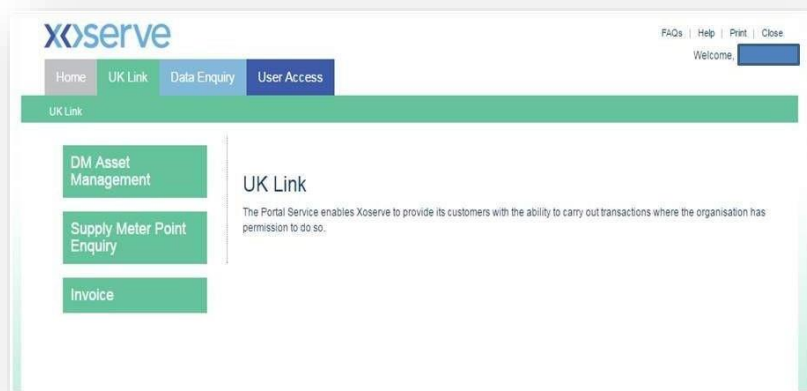 xoserve
FAQs | Help | Print | Close
Welcome,
Home UK Link Data Enquiry User Access
UK Link
DM Asset
Management
Supply Meter Point
Enquiry
Invoice
UK Link
The Portal Service enables Xoserve to provide its customers with the ability to carry out transactions where the organisation has
permission to do so.